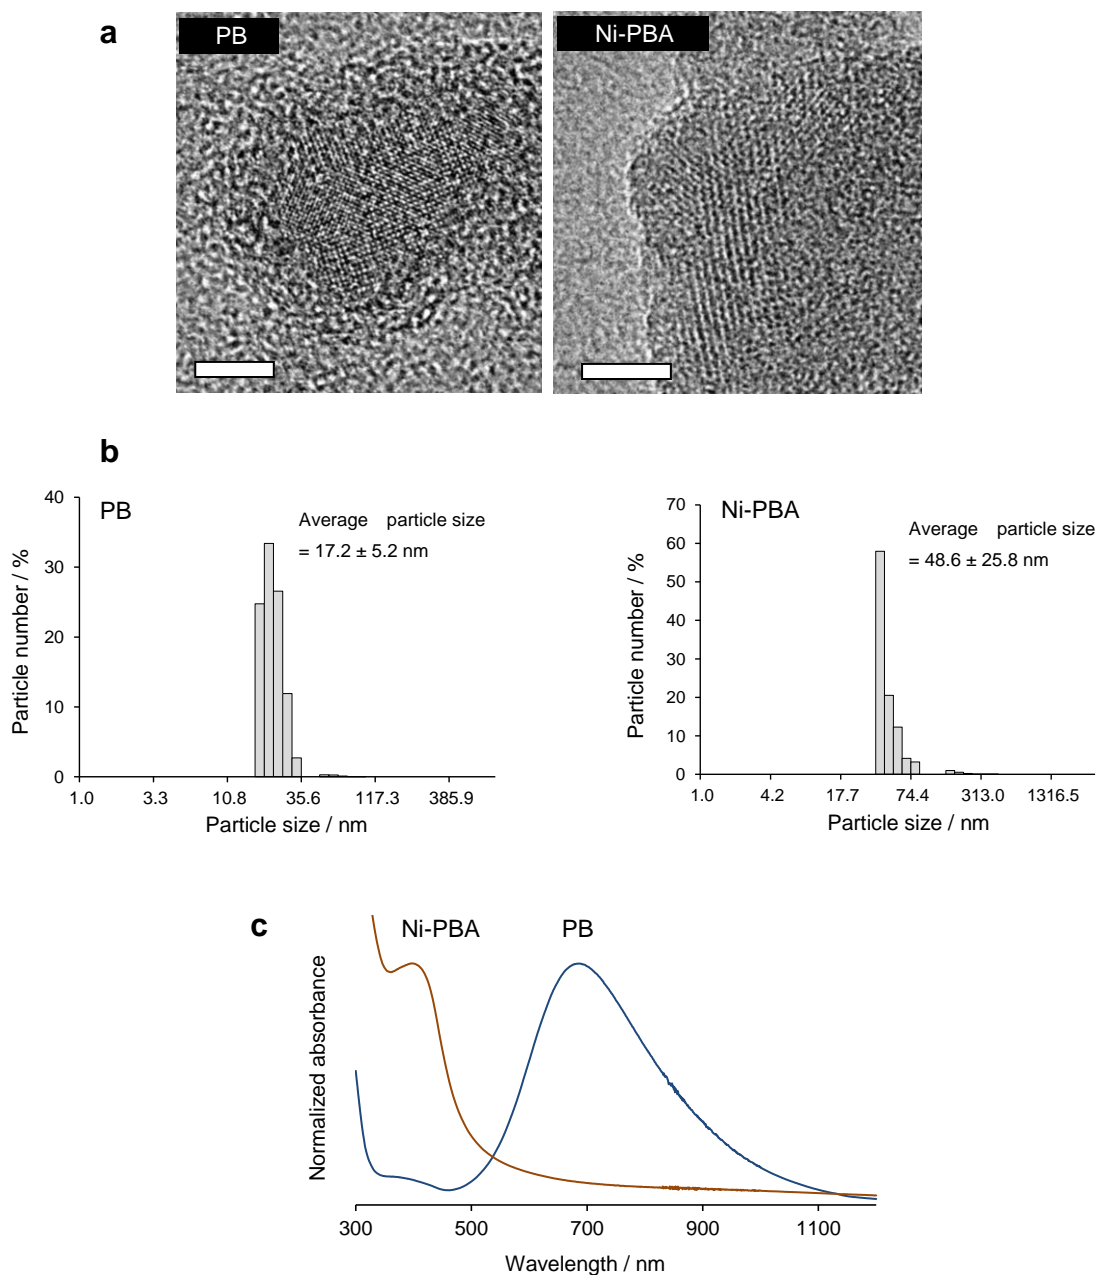 a
PB
Ni-PBA
b
PB
Average particle size
= 17.2 ± 5.2 nm
Particle number / %
40
30
20
10
0
1.0 3.3 10.8 35.6 117.3 385.9
Particle size / nm
Ni-PBA
Average particle size
= 48.6 ± 25.8 nm
Particle number / %
70
60
50
40
30
20
10
0
1.0 4.2 17.7 74.4 313.0 1316.5
Particle size / nm
c
Ni-PBA PB
Normalized absorbance
300 500 700 900 1100
Wavelength / nm